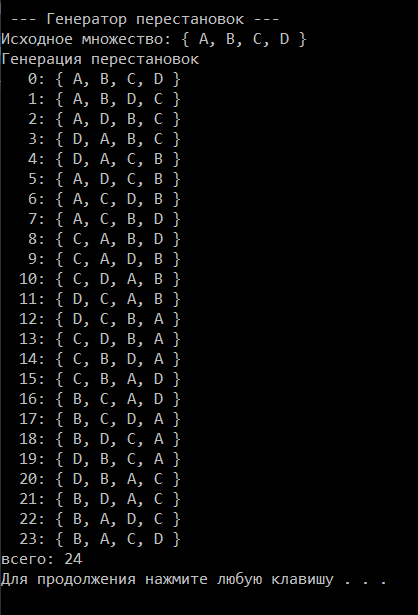 --- Генератор перестановок ---
Исходное множество: { A, B, C, D }
Генерация перестановок
0: { A, B, C, D }
1: { A, B, D, C }
2: { A, D, B, C }
3: { D, A, B, C }
4: { D, A, C, B }
5: { A, D, C, B }
6: { A, C, D, B }
7: { A, C, B, D }
8: { C, A, B, D }
9: { C, A, D, B }
10: { C, D, A, B }
11: { D, C, A, B }
12: { D, C, B, A }
13: { C, D, B, A }
14: { C, B, D, A }
15: { C, B, A, D }
16: { B, C, A, D }
17: { B, C, D, A }
18: { B, D, C, A }
19: { D, B, C, A }
20: { D, B, A, C }
21: { B, D, A, C }
22: { B, A, D, C }
23: { B, A, C, D }
всего: 24
Для продолжения нажмите любую клавишу . . .